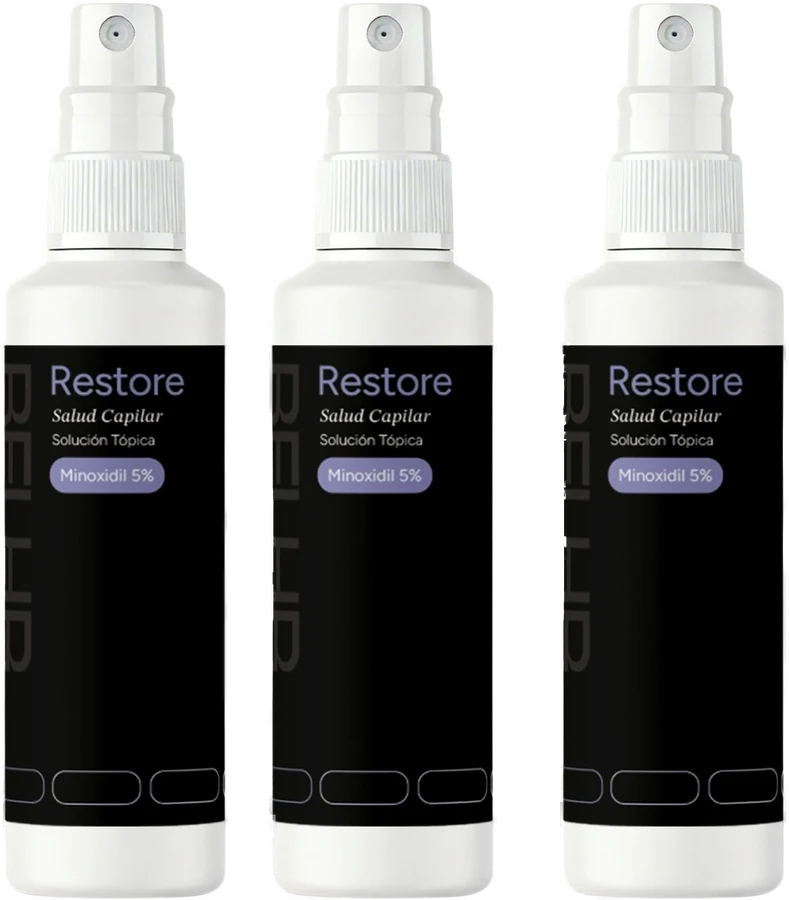 Restore
Salud Capilar
Solución Tópica
Minoxidil 5%
Restore
Salud Capilar
Solución Tópica
Minoxidil 5%
Restore
Salud Capilar
Solución Tópica
Minoxidil 5%